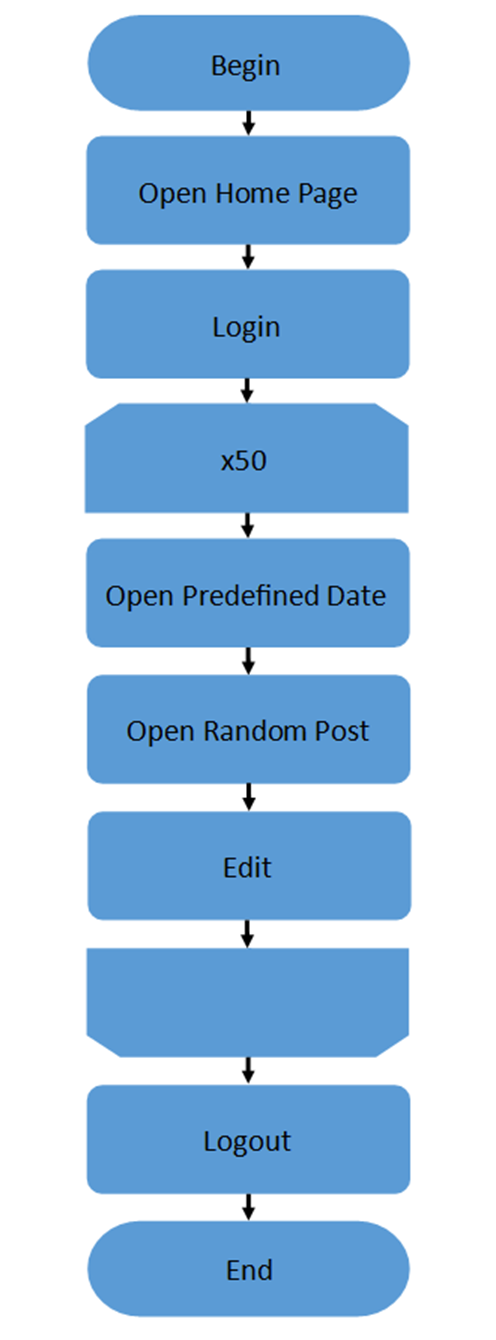 Begin
Open Home Page
Login
x50
Open Predefined Date
Open Random Post
Edit
Logout
End